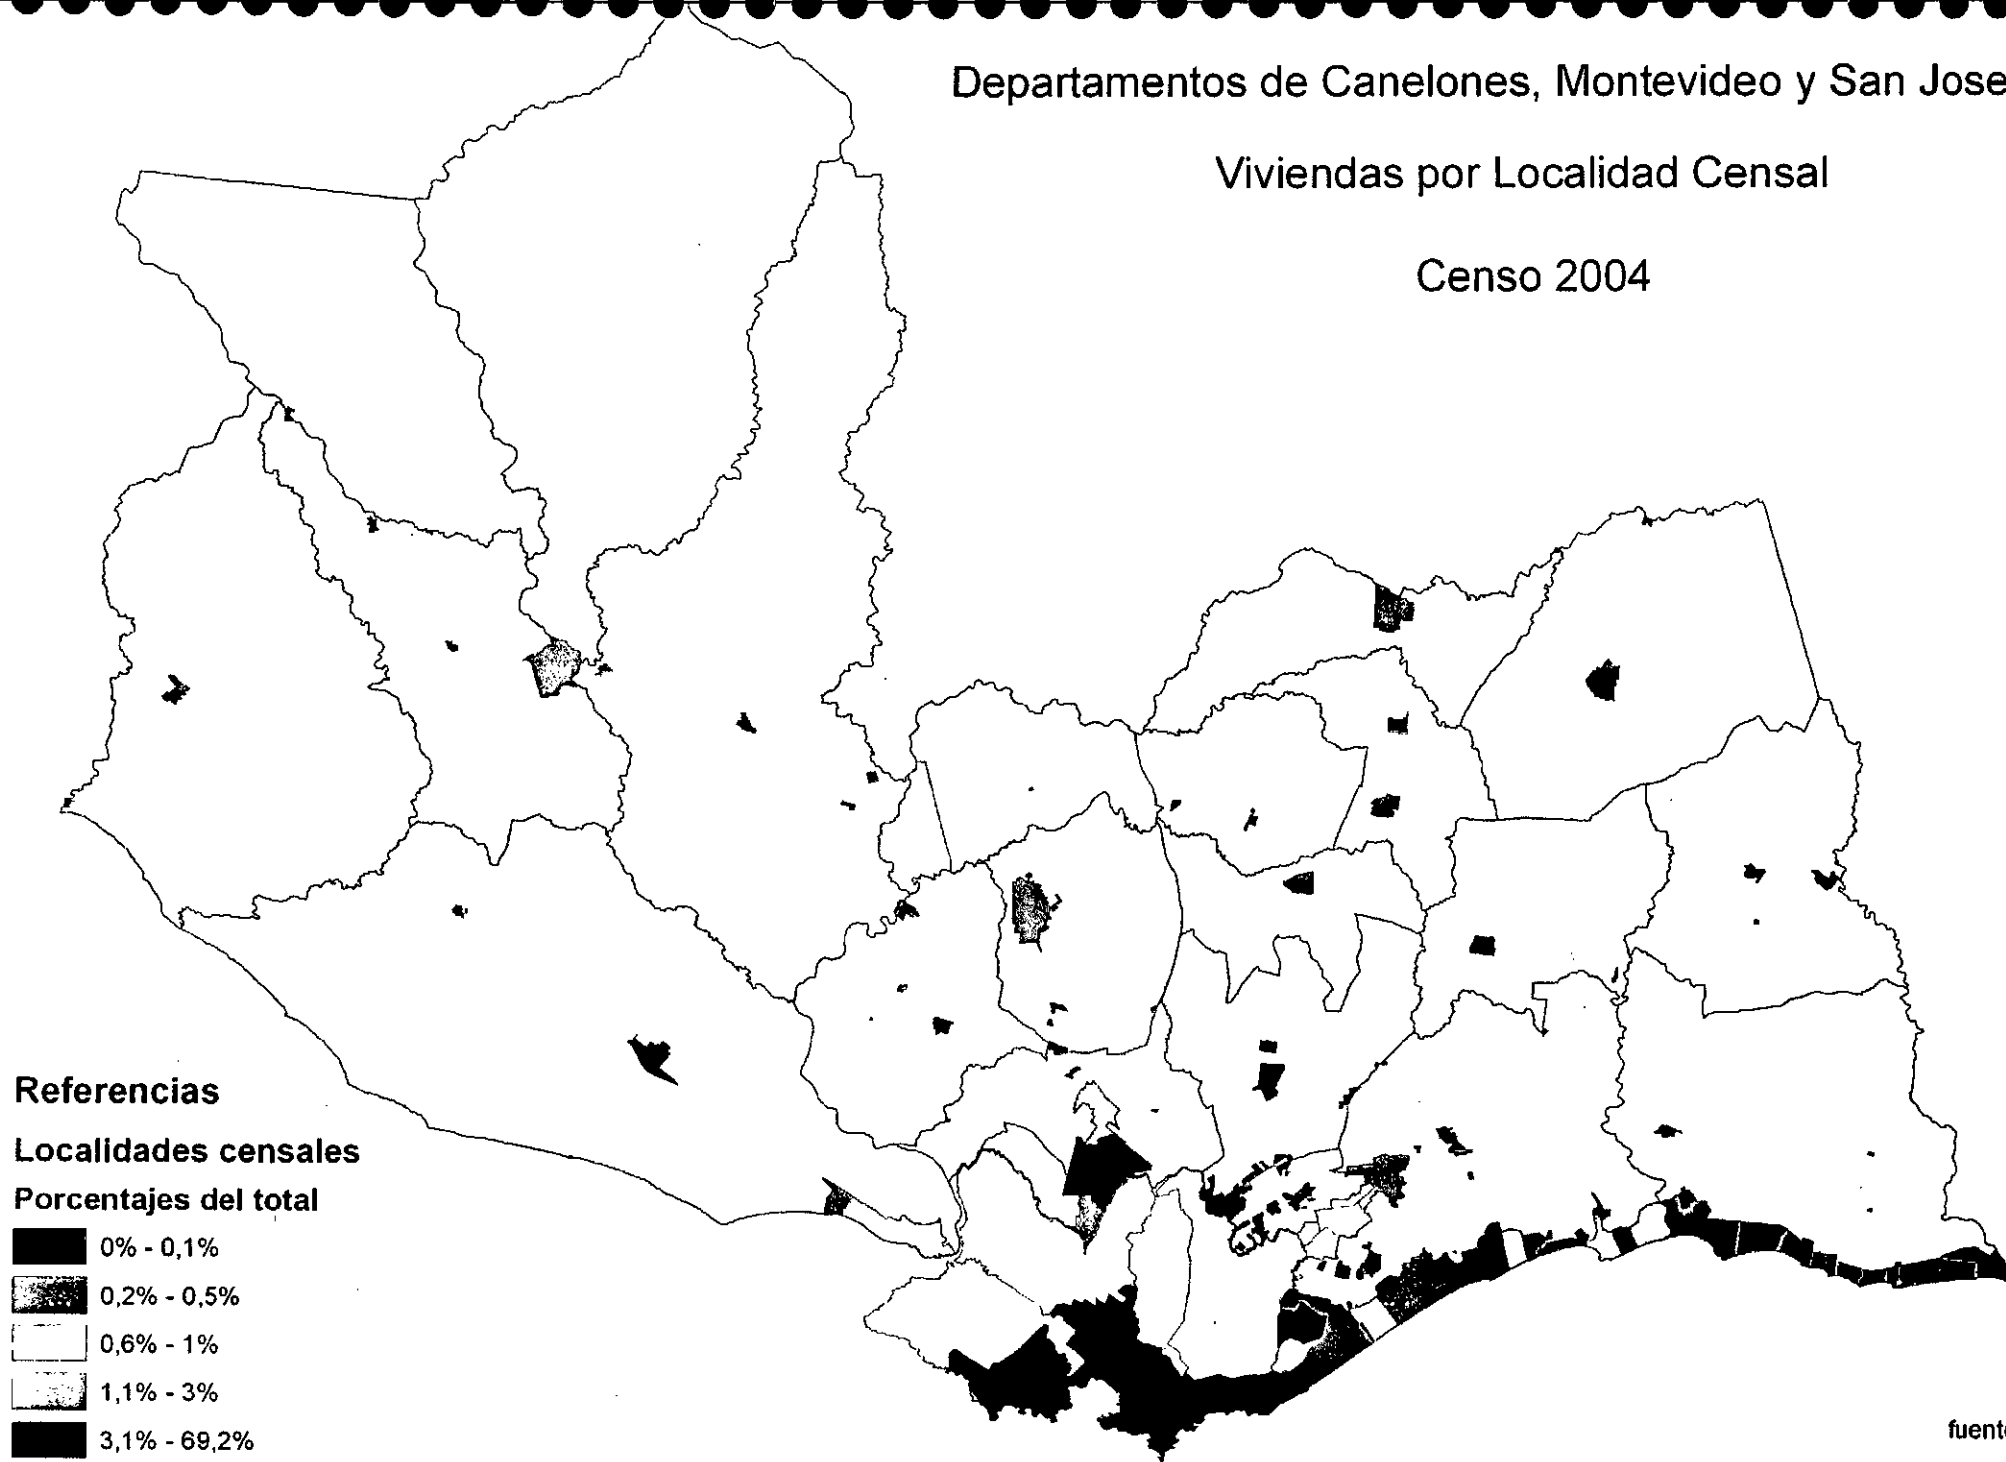 Departamentos de Canelones, Montevideo y San Jose
Viviendas por Localidad Censal
Censo 2004
Referencias
Localidades censales
Porcentajes del total
0% - 0,1%
0,2% - 0,5%
0,6% - 1%
1,1% - 3%
3,1% - 69,2%
fuente